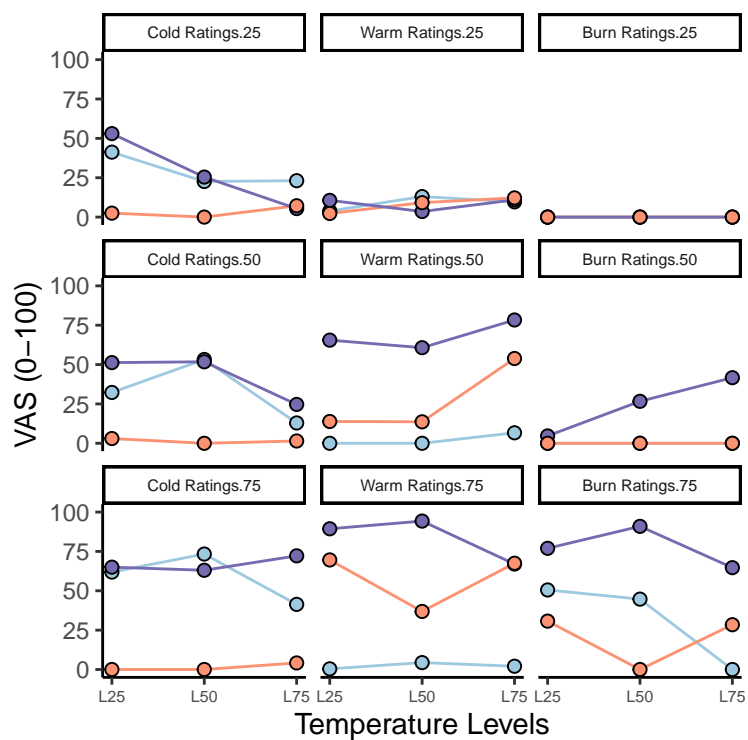 Cold Ratings.25 Warm Ratings.25 Burn Ratings.25
100
75
50
25
0
Cold Ratings.50 Warm Ratings.50 Burn Ratings.50
100
75
50
25
0
Cold Ratings.75 Warm Ratings.75 Burn Ratings.75
100
75
50
25
0
VAS (0−100)
L25 L50 L75 L25 L50 L75 L25 L50 L75
Temperature Levels